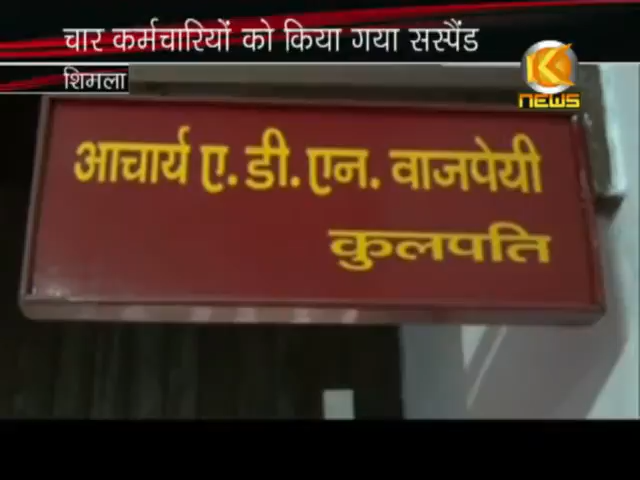 चार कर्मचारियों को किया गया सस्पैंड
शिमला
K
NEWS
आचार्य ए.डी.एन. वाजपेयी
कुलपति